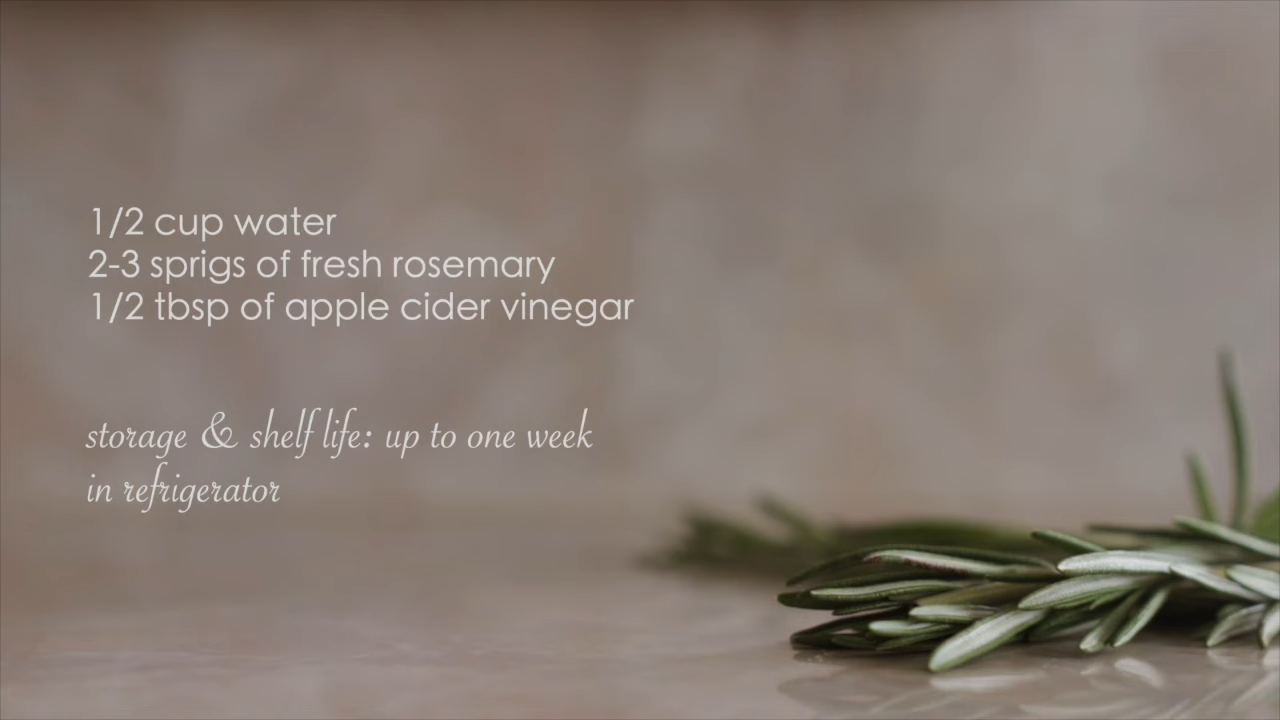 1/2 cup water
2-3 sprigs of fresh rosemary
1/2 tbsp of apple cider vinegar
storage & shelf life: up to one week
in refrigerator